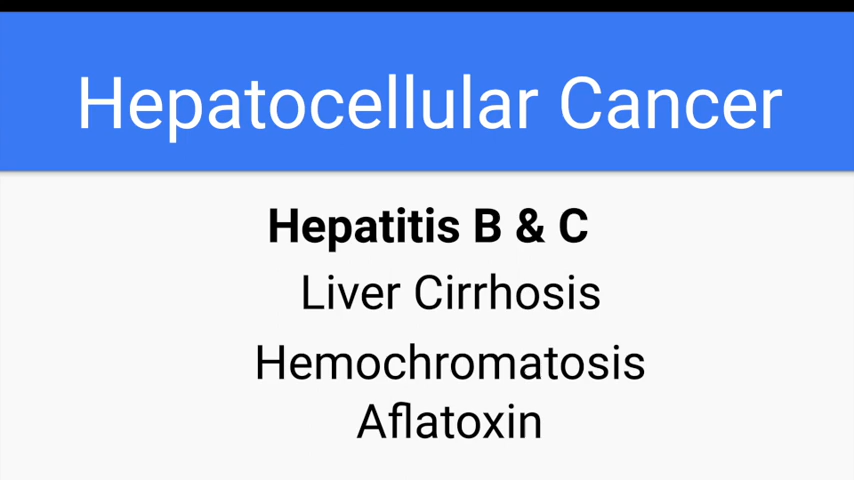 Hepatocellular Cancer
Hepatitis B & C
Liver Cirrhosis
Hemochromatosis
Aflatoxin